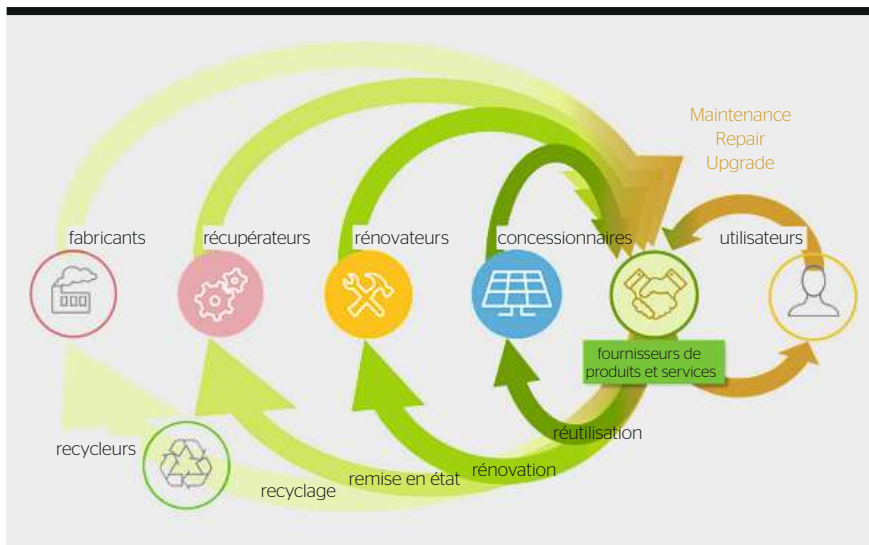 Maintenance
Repair
Upgrade
fabricants
récupérateurs
rénovateurs
concessionnaires
utilisateurs
fournisseurs de
produits et services
réutilisation
recycleurs
rénovation
remise en état
recyclage